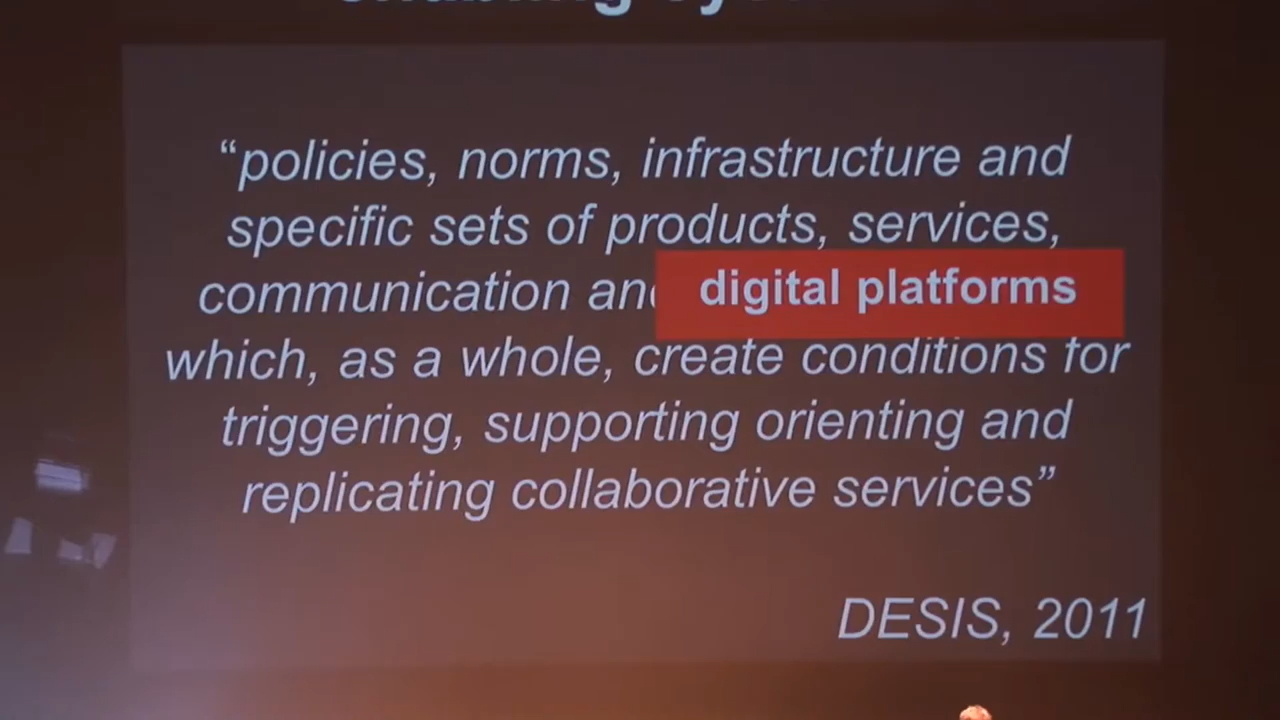 “policies, norms, infrastructure and
specific sets of products, services,
communication and digital platforms
which, as a whole, create conditions for
triggering, supporting orienting and
replicating collaborative services”
DESIS, 2011